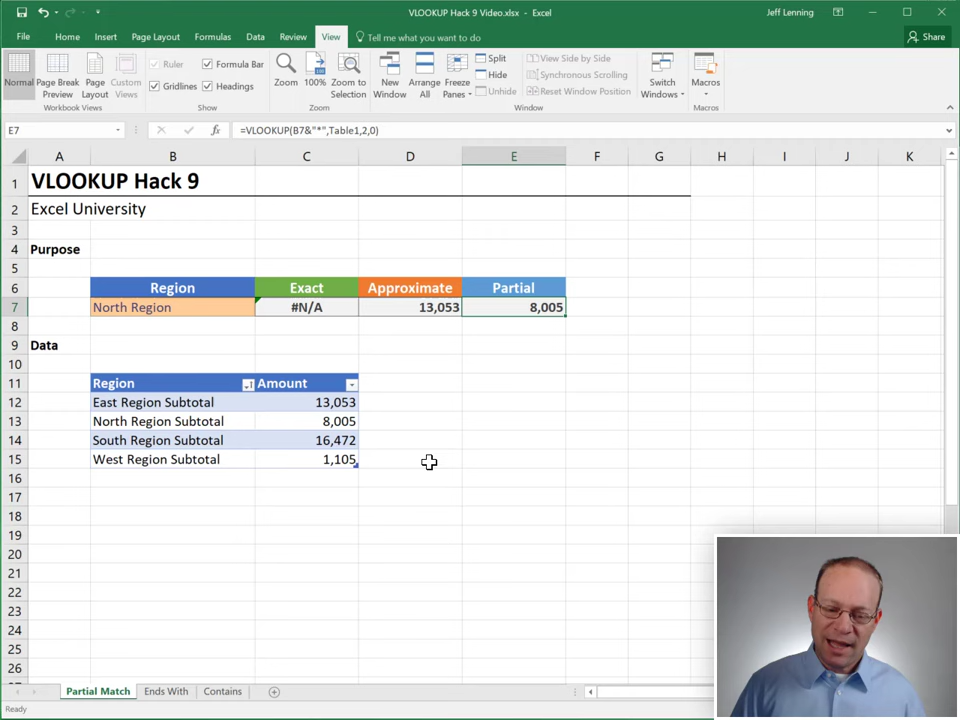 VLOOKUP Hack 9 Video.xlsx - Excel
Jeff Lenning
File Home Insert Page Layout Formulas Data Review View Tell me what you want to do Share
Normal Page Break Preview Page Layout Custom Views
Workbook Views
Ruler Formula Bar
Gridlines Headings
Show
Zoom 100% Zoom to Selection
Zoom
New Window Arrange All Freeze Panes
Split
Hide
Unhide
View Side by Side
Synchronous Scrolling
Reset Window Position
Window
Switch Windows
Macros
Macros
E7 fx =VLOOKUP(B7&"*",Table1,2,0)
A B C D E F G H I J K
1 VLOOKUP Hack 9
2 Excel University
3
4 Purpose
5
6 Region Exact Approximate Partial
7 North Region #N/A 13,053 8,005
8
9 Data
10
11 Region Amount
12 East Region Subtotal 13,053
13 North Region Subtotal 8,005
14 South Region Subtotal 16,472
15 West Region Subtotal 1,105
16
17
18
19
20
21
22
23
24
25
26
Partial Match Ends With Contains
Ready